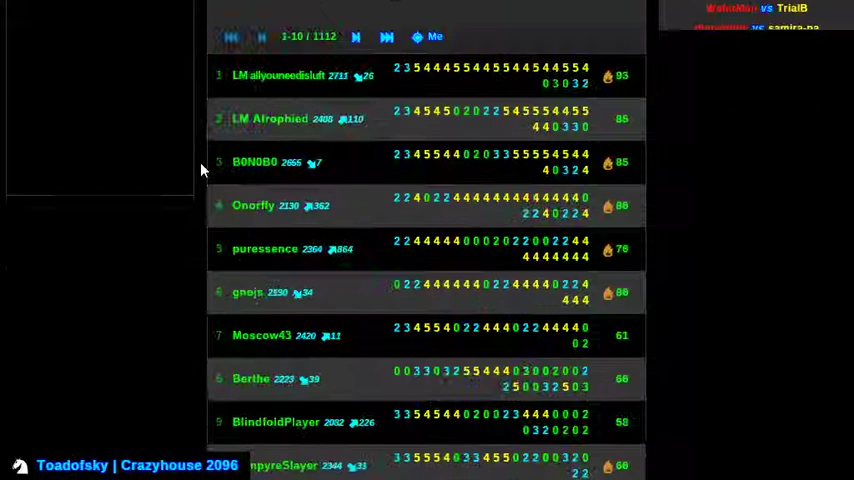 WaterMan vs TrialB
vs samira-na
1-10 / 1112 Me
1 LM allyouneedisluft 2711 26 2 3 5 4 4 4 5 5 4 4 5 5 4 4 5 4 4 5 5 4 93
0 3 0 3 2
2 LM Atrophied 2408 110 2 3 4 5 4 5 0 2 0 2 2 5 4 5 5 5 4 4 5 5 85
4 4 0 3 3 0
3 B0N0B0 2655 7 2 3 4 5 5 4 4 0 2 0 3 3 5 5 5 5 4 5 4 4 85
4 0 3 2 4
4 Onorfly 2130 362 2 2 4 0 2 2 4 4 4 4 4 4 4 4 4 4 4 4 4 0
2 2 4 0 2 2 4
5 puressence 2364 864 2 2 4 4 4 4 4 0 0 0 2 0 2 2 0 0 2 2 4 4 76
4 4 4 4 4 4 4
6 gnojs 34 0 2 2 4 4 4 4 4 4 0 2 2 4 4 4 4 0 2 2 4
4 4 4
7 Moscow43 2420 11 2 3 4 5 5 4 0 2 2 4 4 4 0 2 2 4 4 4 4 0 61
0 2
8 Berthe 2223 39 0 0 3 3 0 3 2 5 5 4 4 4 0 3 0 0 2 0 0 2
2 5 0 0 3 2 5 0 3
9 BlindfoldPlayer 2082 226 3 3 5 4 5 4 4 0 2 0 0 2 3 4 4 4 0 0 0 2 58
0 3 2 0 2 0 2
mpyreSlayer 2344 3 3 5 5 5 4 0 3 3 4 5 5 0 2 2 0 0 3 2 0
2 2
Toadofsky | Crazyhouse 2096